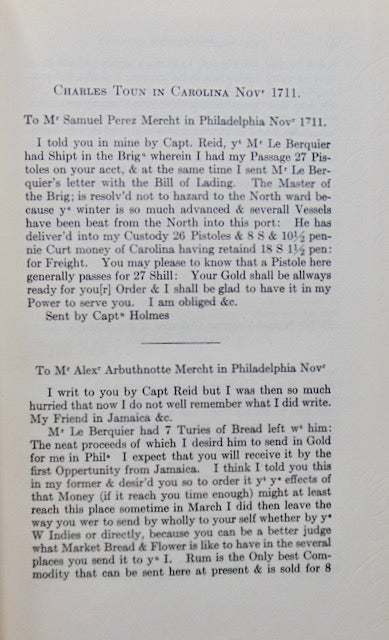 CHARLES TOUN IN CAROLINA NOVʳ 1711.
To Mʳ Samuel Perez Mercht in Philadelphia Novʳ 1711.
I told you in mine by Capt. Reid, yᵗ Mʳ Le Berquier
had Shipt in the Brigⁿ wherein I had my Passage 27 Pis-
toles on your acct, & at the same time I sent Mʳ Le Ber-
quier's letter with the Bill of Lading. The Master of
the Brig; is resolv'd not to hazard to the North ward be-
cause yᵉ winter is so much advanced & severall Vessels
have been beat from the North into this port: He has
deliver'd into my Custody 26 Pistoles & 8 S & 10½ pen-
nie Curt money of Carolina having retaind 18 S 1½ pen:
for Freight. You may please to know that a Pistole here
generally passes for 27 Shill: Your Gold shall be allways
ready for you[r] Order & I shall be glad to have it in my
Power to serve you. I am obliged &c.
Sent by Captⁿ Holmes
To Mʳ Alexʳ Arbuthnotte Mercht in Philadelphia Novʳ
I writ to you by Capt Reid but I was then so much
hurried that now I do not well remember what I did write.
My Friend in Jamaica &c.
Mʳ Le Berquier had 7 Turies of Bread left wᵗ him:
The neat proceeds of which I desird him to send in Gold
for me in Philᵃ I expect that you will receive it by the
first Oppertunity from Jamaica. I think I told you this
in my former & desir'd you so to order it yᵗ yᵉ effects of
that Money (if it reach you time enough) might at least
reach this place sometime in March I did then leave the
way you wer to send by wholly to your self whether by yᵉ
W Indies or directly, because you can be a better judge
what Market Bread & Flower is like to have in the several
places you send it to yⁿ I. Rum is the Only best Com-
modity that can be sent here at present & is sold for 8